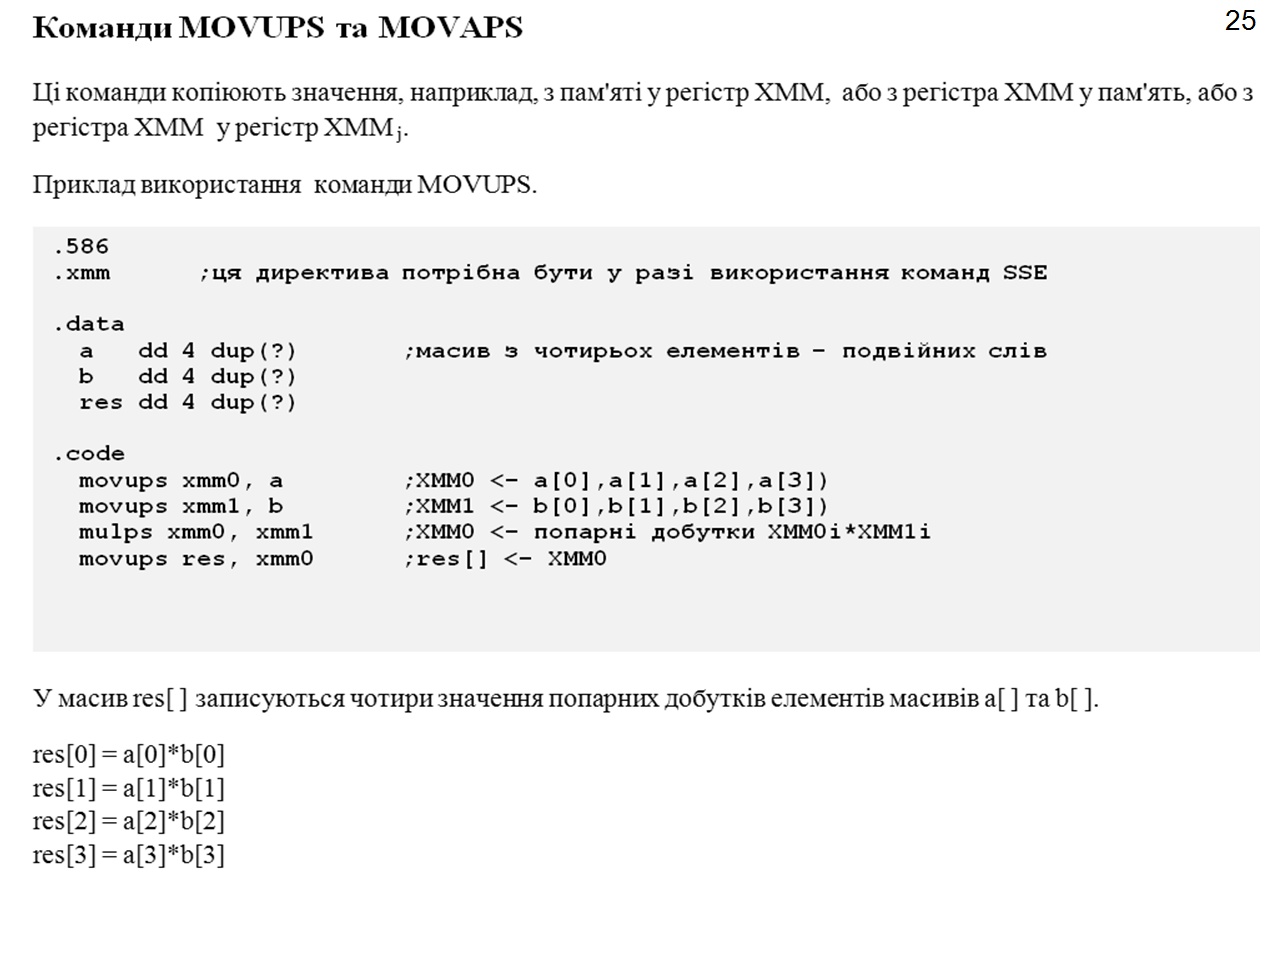 Команди MOVUPS та MOVAPS
25
Ці команди копіюють значення, наприклад, з пам'яті у регістр XMM, або з регістра XMM у пам'ять, або з
регістра XMM у регістр XMMj.
Приклад використання команди MOVUPS.
.586
.xmm ;ця директива потрібна бути у разі використання команд SSE
.data
a dd 4 dup(?) ;масив з чотирьох елементів – подвійних слів
b dd 4 dup(?)
res dd 4 dup(?)
.code
movups xmm0, a ;XMM0 <- a[0],a[1],a[2],a[3])
movups xmm1, b ;XMM1 <- b[0],b[1],b[2],b[3])
mulps xmm0, xmm1 ;XMM0 <- попарні добутки XMM0i*XMM1i
movups res, xmm0 ;res[] <- XMM0
У масив res[ ] записуються чотири значення попарних добутків елементів масивів a[ ] та b[ ].
res[0] = a[0]*b[0]
res[1] = a[1]*b[1]
res[2] = a[2]*b[2]
res[3] = a[3]*b[3]